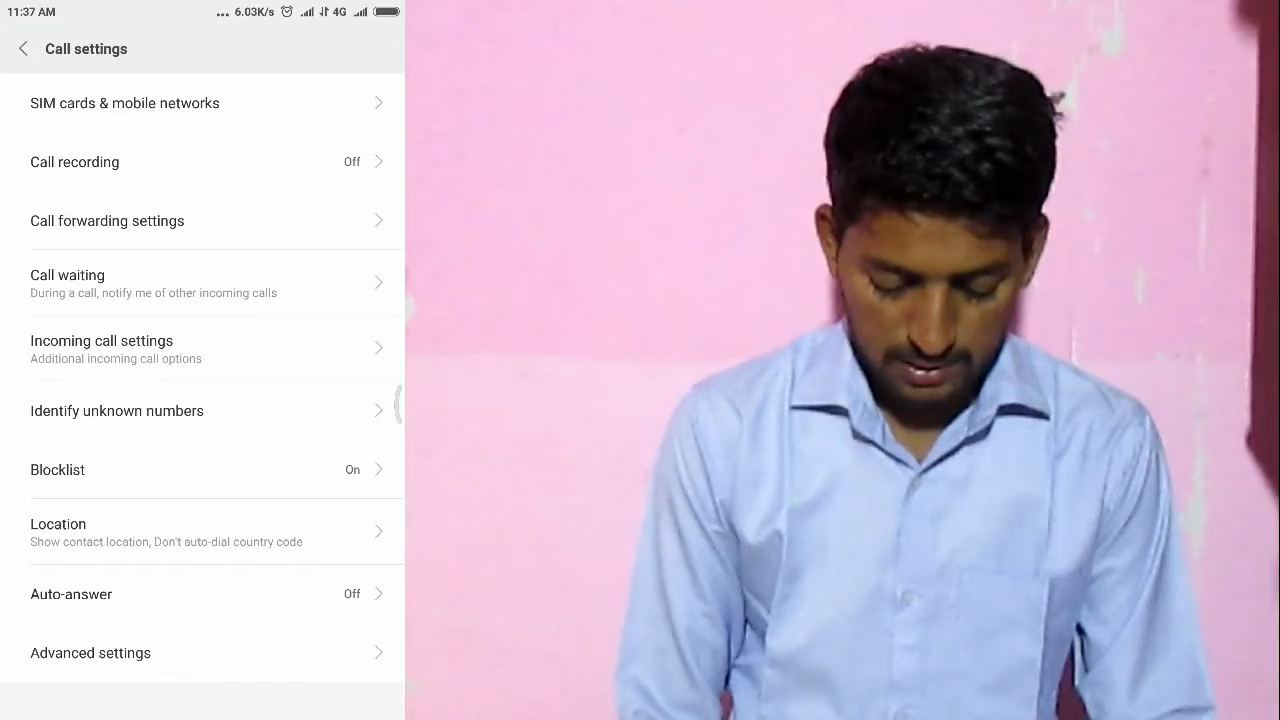 11:37 AM ... 6.03K/s 4G
Call settings
SIM cards & mobile networks
Call recording Off
Call forwarding settings
Call waiting
During a call, notify me of other incoming calls
Incoming call settings
Additional incoming call options
Identify unknown numbers
Blocklist On
Location
Show contact location, Don't auto-dial country code
Auto-answer Off
Advanced settings